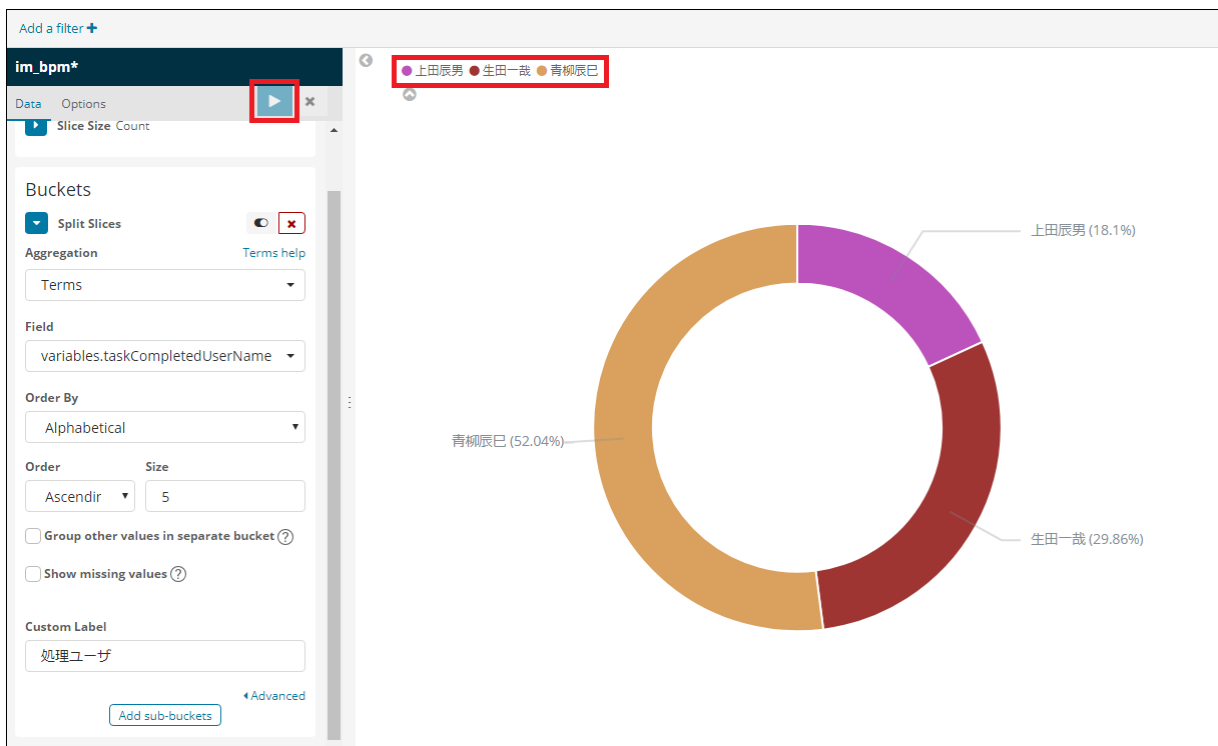 Add a filter +
im_bpm*
Data Options
Slice Size Count
Buckets
Split Slices
Aggregation Terms help
Terms
Field
variables.taskCompletedUserName
Order By
Alphabetical
Order Size
Ascendir 5
Group other values in separate bucket ?
Show missing values ?
Custom Label
処理ユーザ
Advanced
Add sub-buckets
上田辰男 生田一哉 青柳辰巳
上田辰男 (18.1%)
青柳辰巳 (52.04%)
生田一哉 (29.86%)